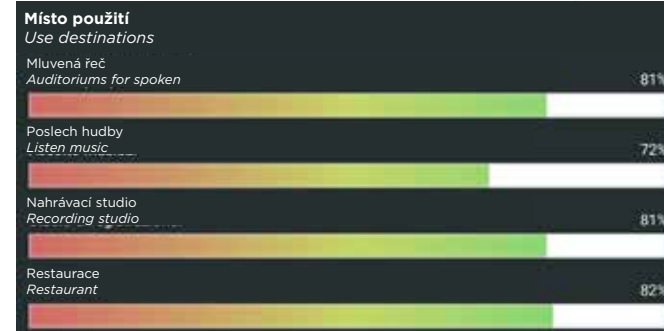 Místo použití
Use destinations
Mluvená řeč
Auditoriums for spoken
81%
Poslech hudby
Listen music
72%
Nahrávací studio
Recording studio
81%
Restaurace
Restaurant
82%